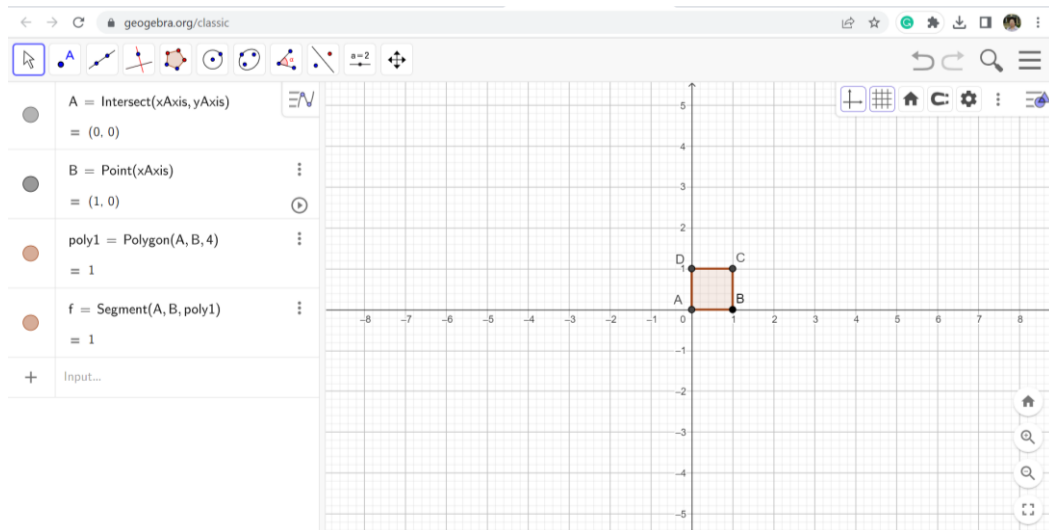 geogebra.org/classic
A
a=2
A = Intersect(xAxis, yAxis)
= (0, 0)
B = Point(xAxis)
= (1, 0)
poly1 = Polygon(A, B, 4)
= 1
f = Segment(A, B, poly1)
= 1
+ Input...
5
4
3
2
D 1 C
A B
-8 -7 -6 -5 -4 -3 -2 -1 0 1 2 3 4 5 6 7 8
-1
-2
-3
-4
-5